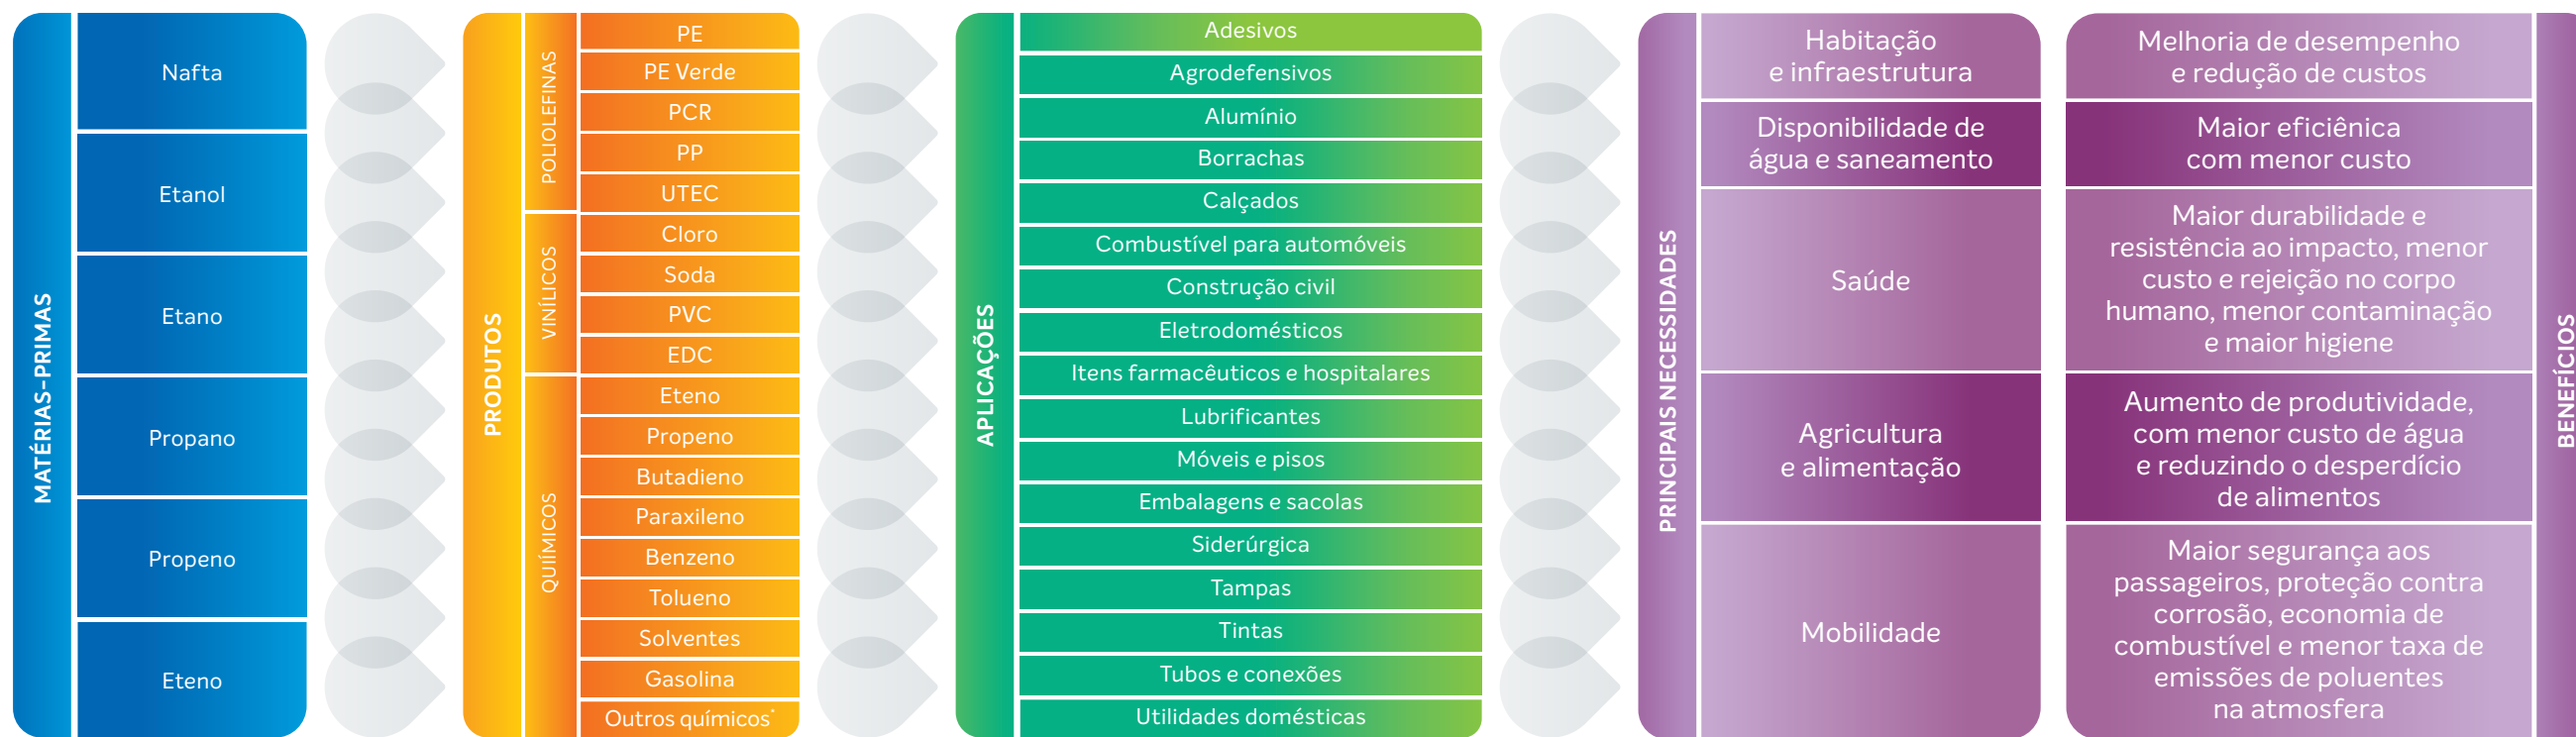 MATÉRIAS-PRIMAS
Nafta
Etanol
Etano
Propano
Propeno
Eteno
PRODUTOS
POLIOLEFINAS
PE
PE Verde
PCR
PP
UTEC
VINÍLICOS
Cloro
Soda
PVC
EDC
QUÍMICOS
Eteno
Propeno
Butadieno
Paraxileno
Benzeno
Tolueno
Solventes
Gasolina
Outros químicos*
APLICAÇÕES
Adesivos
Agrodefensivos
Alumínio
Borrachas
Calçados
Combustível para automóveis
Construção civil
Eletrodomésticos
Itens farmacêuticos e hospitalares
Lubrificantes
Móveis e pisos
Embalagens e sacolas
Siderúrgica
Tampas
Tintas
Tubos e conexões
Utilidades domésticas
PRINCIPAIS NECESSIDADES
Habitação
e infraestrutura
Disponibilidade de
água e saneamento
Saúde
Agricultura
e alimentação
Mobilidade
Melhoria de desempenho
e redução de custos
Maior eficiênica
com menor custo
Maior durabilidade e
resistência ao impacto, menor
custo e rejeição no corpo
humano, menor contaminação
e maior higiene
Aumento de produtividade,
com menor custo de água
e reduzindo o desperdício
de alimentos
Maior segurança aos
passageiros, proteção contra
corrosão, economia de
combustível e menor taxa de
emissões de poluentes
na atmosfera
BENEFÍCIOS